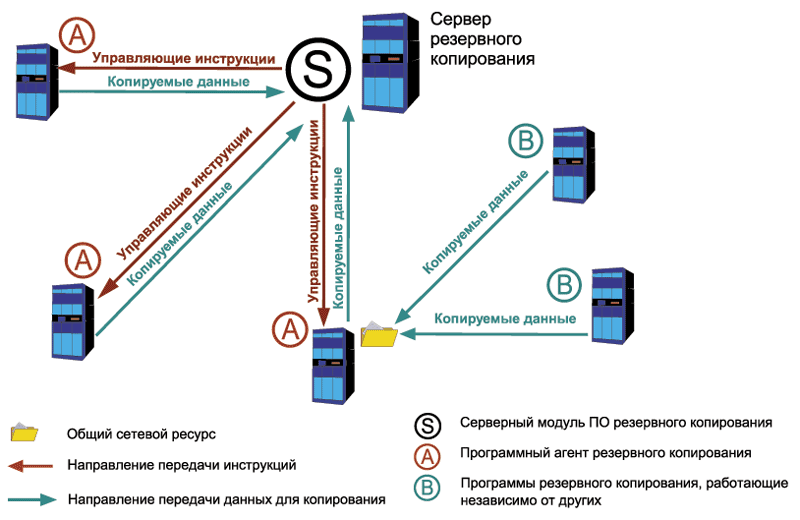 A
Управляющие инструкции
Копируемые данные
S
Сервер
резервного
копирования
Управляющие инструкции
Копируемые данные
Управляющие инструкции
Копируемые данные
B
Копируемые данные
A
B
Копируемые данные
A
Общий сетевой ресурс
Направление передачи инструкций
Направление передачи данных для копирования
S
Серверный модуль ПО резервного копирования
A
Программный агент резервного копирования
B
Программы резервного копирования, работающие
независимо от других